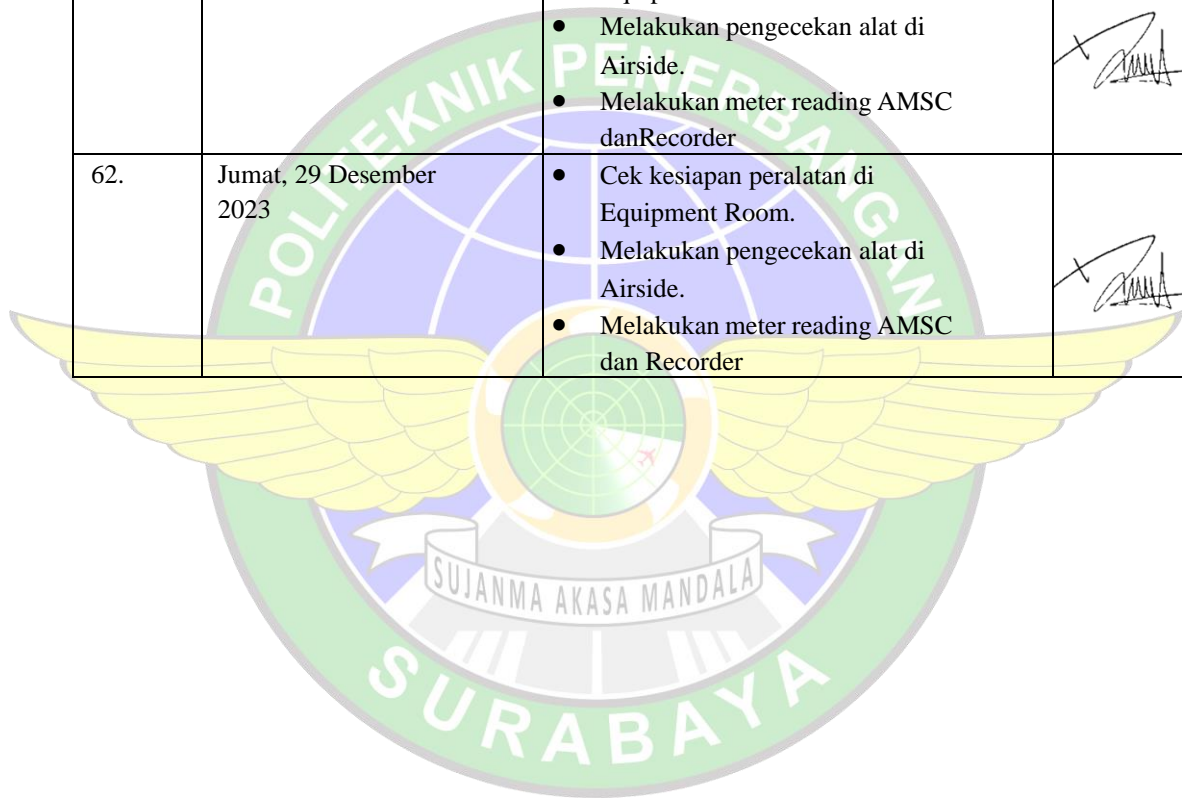 Melakukan pengecekan alat di
Airside.
Melakukan meter reading AMSC
danRecorder
62.
Jumat, 29 Desember
2023
Cek kesiapan peralatan di
Equipment Room.
Melakukan pengecekan alat di
Airside.
Melakukan meter reading AMSC
dan Recorder
POLITEKNIK PENERBANGAN
SUJANMA AKASA MANDALA
SURABAYA